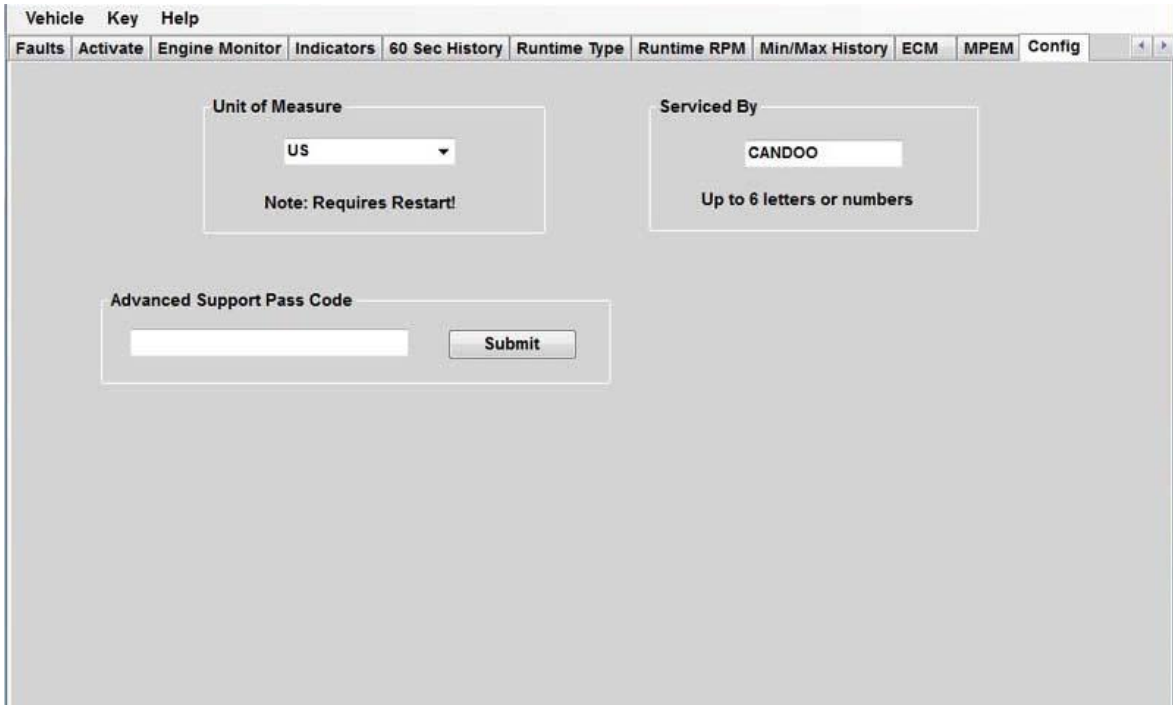 Vehicle Key Help
Faults Activate Engine Monitor Indicators 60 Sec History Runtime Type Runtime RPM Min/Max History ECM MPEM Config
Unit of Measure
US
Note: Requires Restart!
Serviced By
CANDOO
Up to 6 letters or numbers
Advanced Support Pass Code
Submit